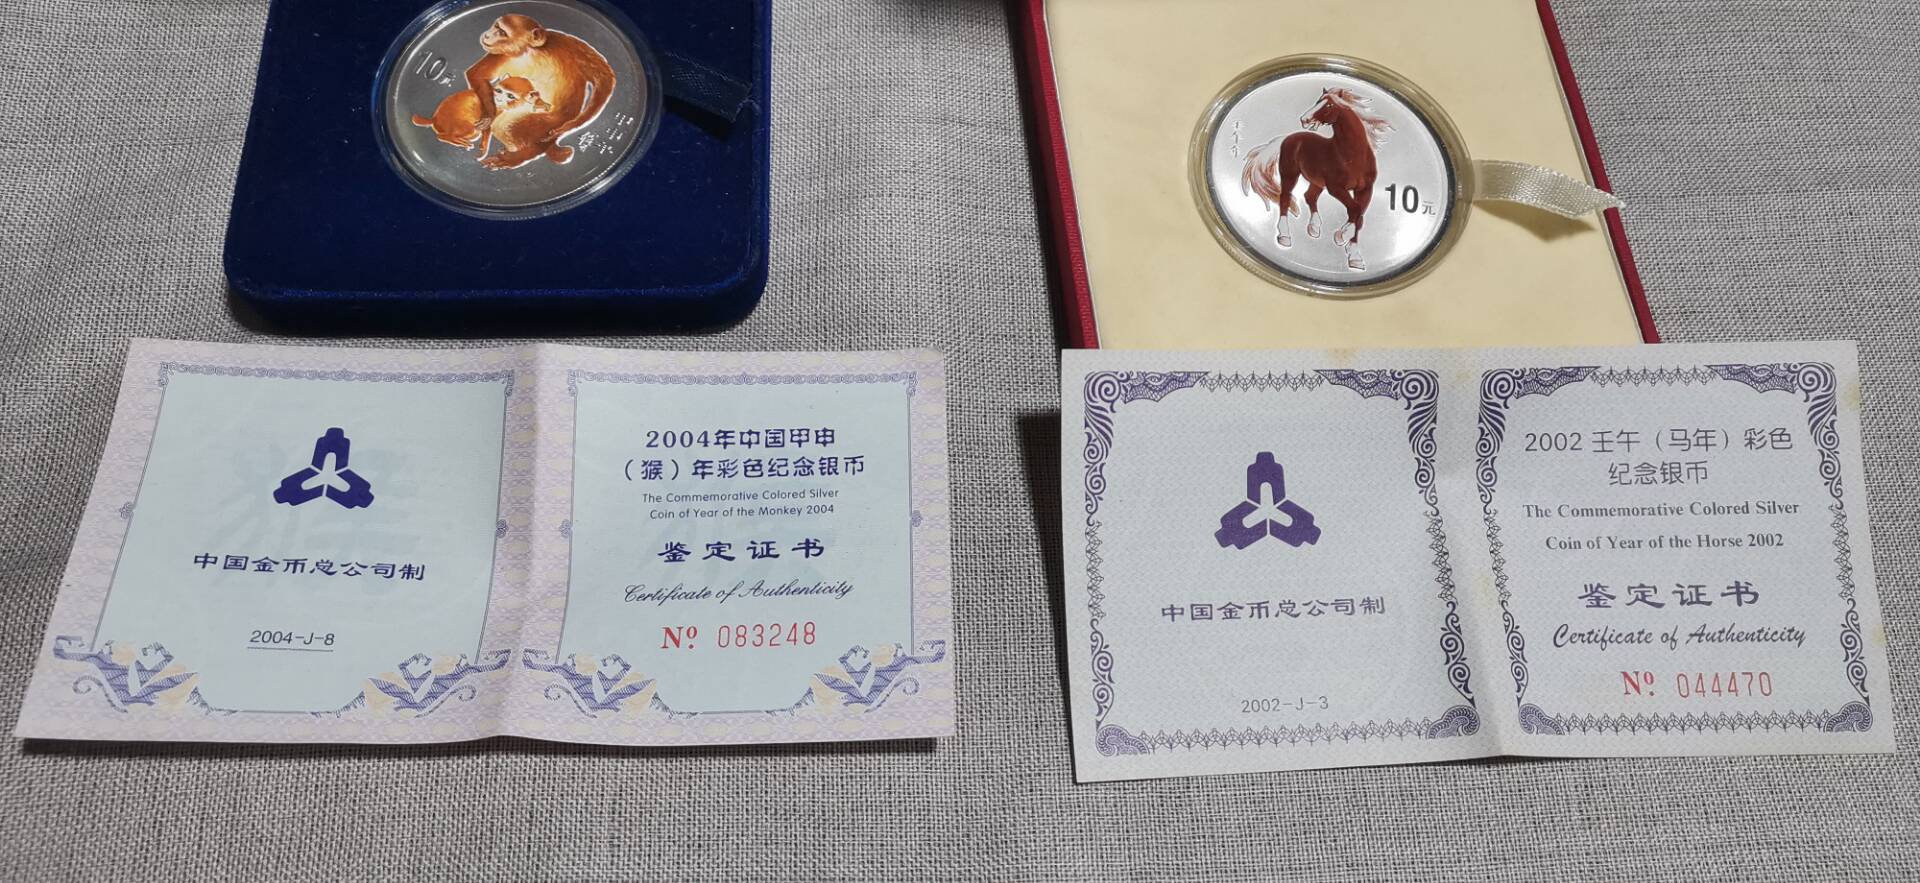 10元
10元
2004年中国甲申
（猴）年彩色纪念银币
The Commemorative Colored Silver
Coin of Year of the Monkey 2004
鉴定证书
Certificate of Authenticity
Nº 083248
中国金币总公司制
2004-J-8
2002 壬午（马年）彩色
纪念银币
The Commemorative Colored Silver
Coin of Year of the Horse 2002
鉴定证书
Certificate of Authenticity
Nº 044470
中国金币总公司制
2002-J-3